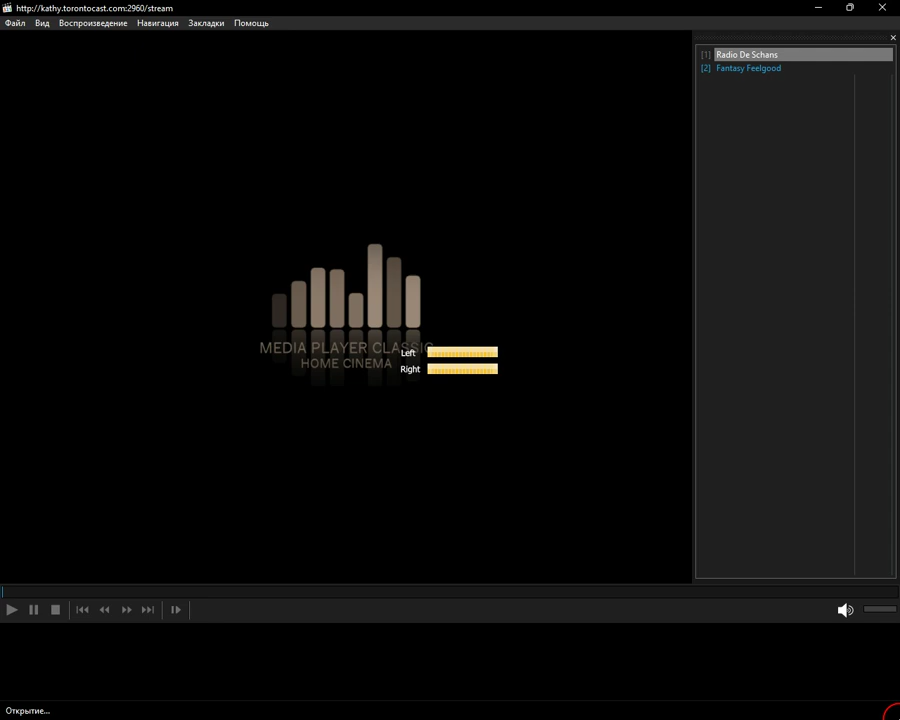 http://kathy.torontocast.com:2960/stream
Файл Вид Воспроизведение Навигация Закладки Помощь
[1] Radio De Schans
[2] Fantasy Feelgood
MEDIA PLAYER CLASSIC
HOME CINEMA
Left
Right
Открытие...